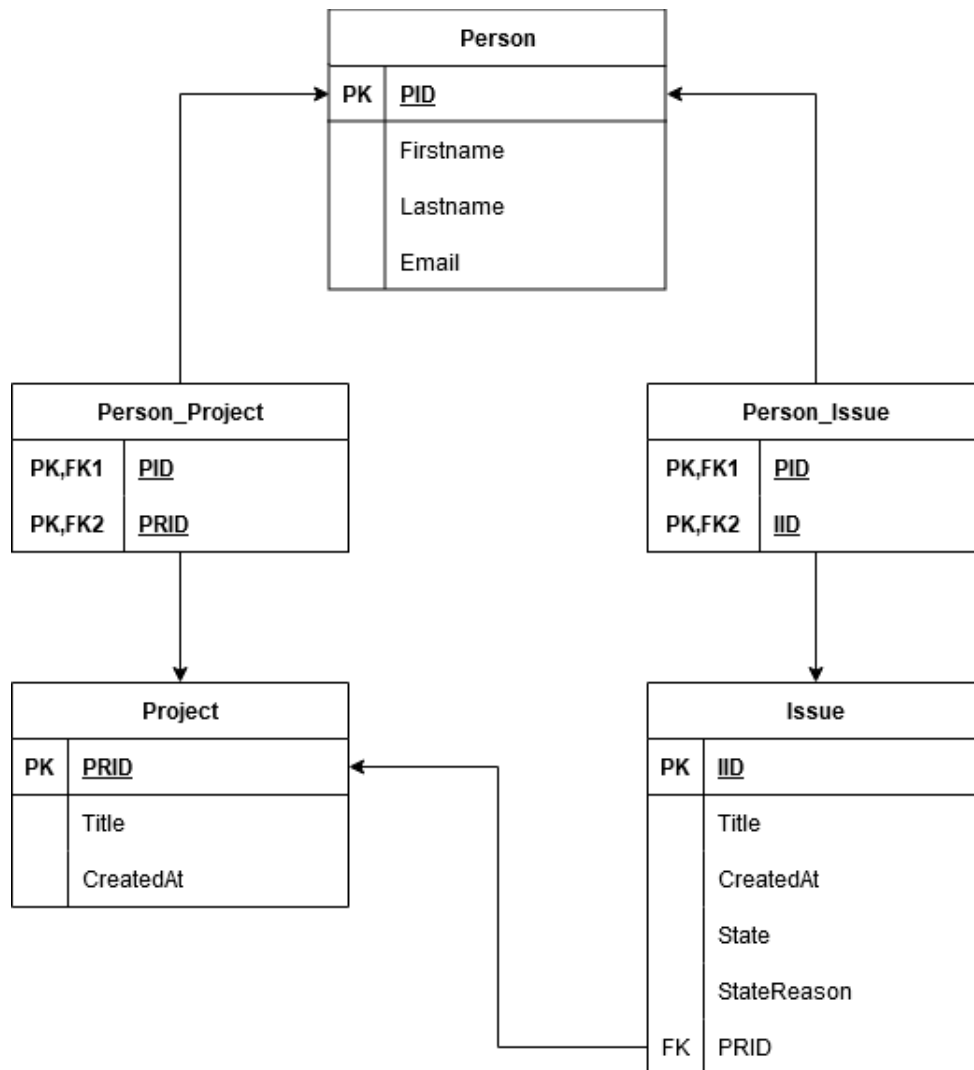 Person
PK PID
Firstname
Lastname
Email
Person_Project
PK,FK1 PID
PK,FK2 PRID
Person_Issue
PK,FK1 PID
PK,FK2 IID
Project
PK PRID
Title
CreatedAt
Issue
PK IID
Title
CreatedAt
State
StateReason
FK PRID